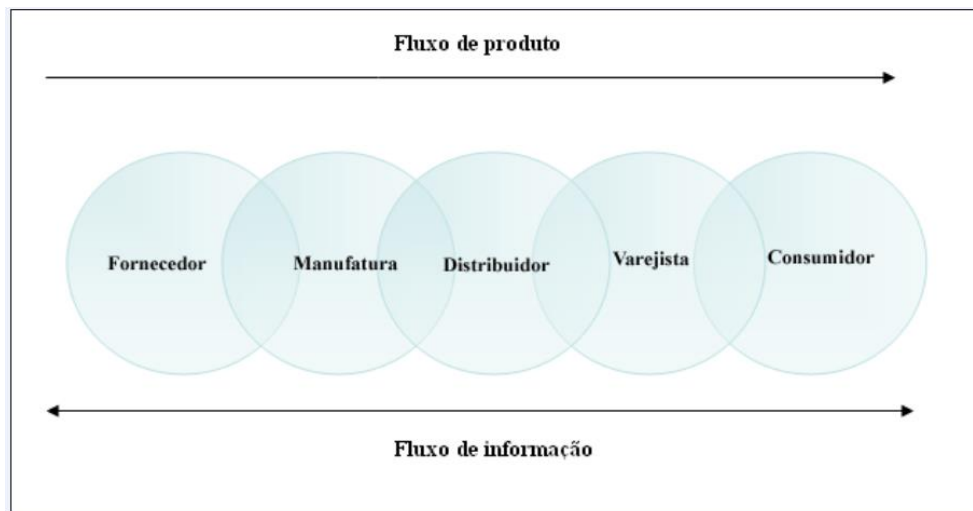 Fluxo de produto
Fornecedor
Manufatura
Distribuidor
Varejista
Consumidor
Fluxo de informação